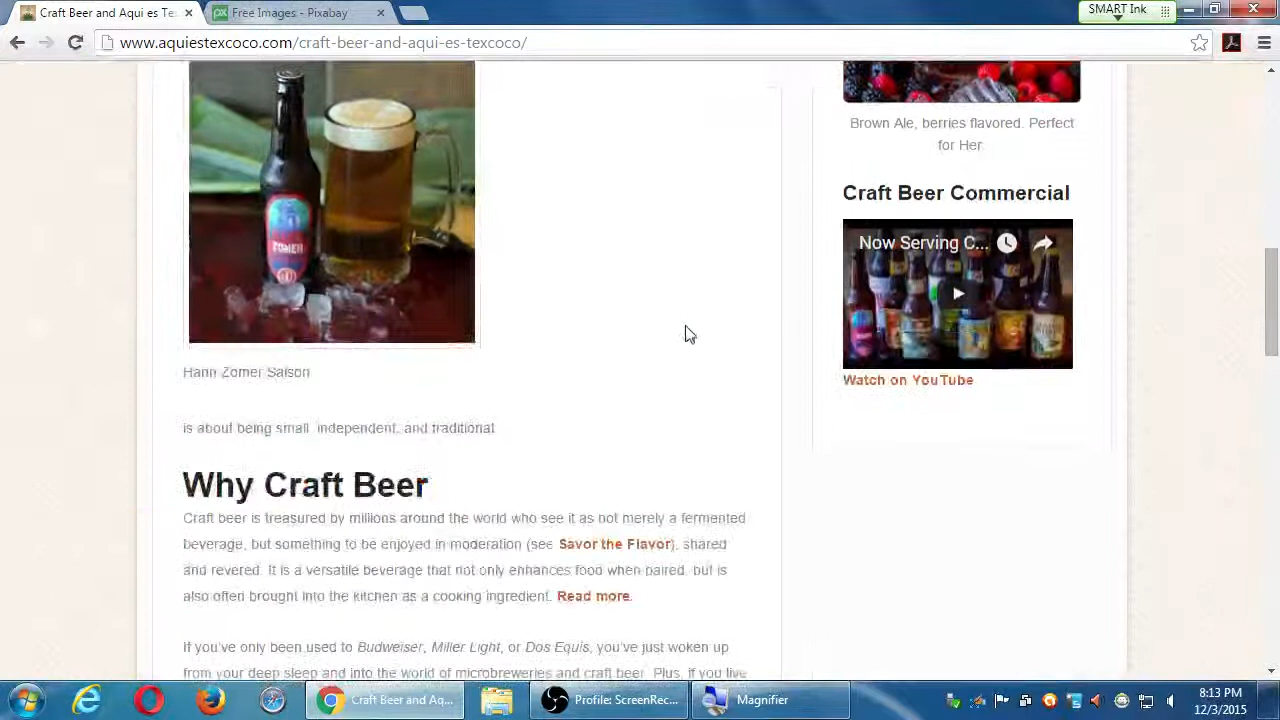 Craft Beer and Aqui es Te
Free Images - Pixabay
SMART Ink
www.aquiestexcoco.com/craft-beer-and-aqui-es-texcoco/
ZOMER
Hann Zomer Saison
is about being small, independent, and traditional.
Why Craft Beer
Craft beer is treasured by millions around the world who see it as not merely a fermented
beverage, but something to be enjoyed in moderation (see Savor the Flavor), shared
and revered. It is a versatile beverage that not only enhances food when paired, but is
also often brought into the kitchen as a cooking ingredient. Read more.
If you've only been used to Budweiser, Miller Light, or Dos Equis, you've just woken up
from your deep sleep and into the world of microbreweries and craft beer. Plus, if you live
Brown Ale, berries flavored. Perfect
for Her.
Craft Beer Commercial
Now Serving C...
Watch on YouTube
Craft Beer and Aq...
Profile: ScreenRec...
Magnifier
8:13 PM
12/3/2015